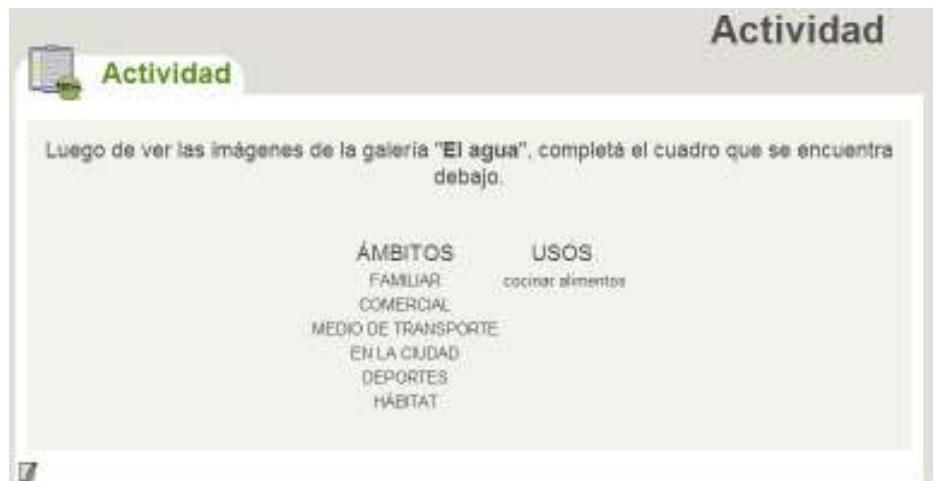 Actividad
Actividad
Luego de ver las imágenes de la galería "El agua", completá el cuadro que se encuentra
debajo.
ÁMBITOS USOS
FAMILIAR cocinar alimentos
COMERCIAL
MEDIO DE TRANSPORTE
EN LA CIUDAD
DEPORTES
HÁBITAT